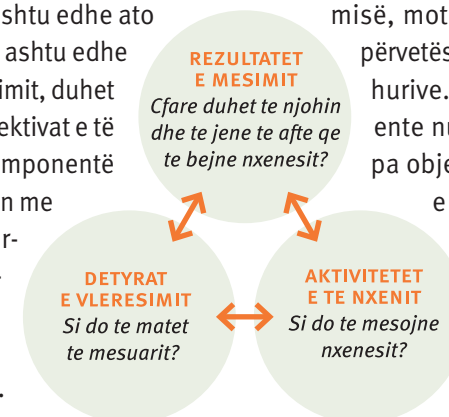 shtu edhe ato
ashtu edhe
imit, duhet
ektivat e të
mponentë
n me
r-
misë, mot
përvetës
hurive.
ente nu
pa obje
e
REZULTATET
E MESIMIT
Cfare duhet te njohin
dhe te jene te afte qe
te bejne nxenesit?
DETYRAT
E VLERESIMIT
Si do te matet
te mesuarit?
AKTIVITETET
E TE NXENIT
Si do te mesojne
nxenesit?